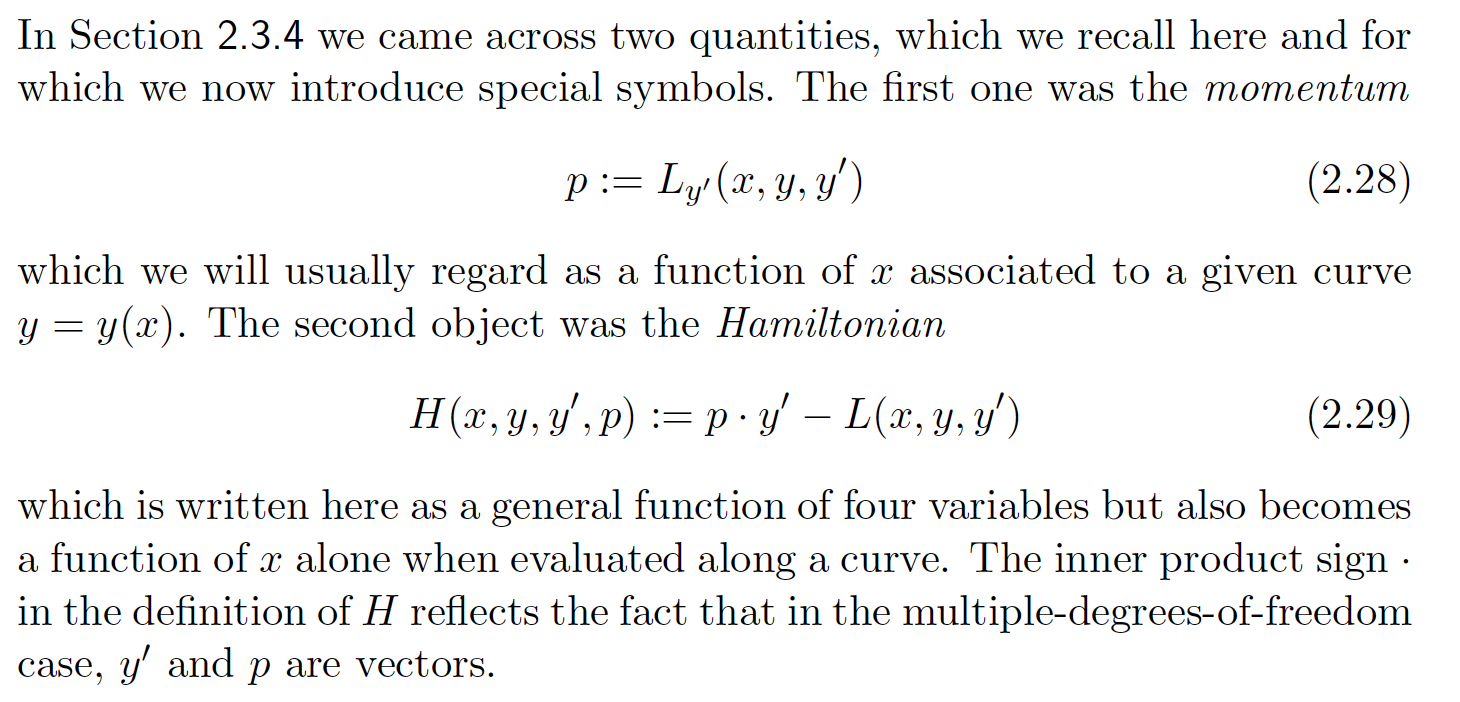 In Section 2.3.4 we came across two quantities, which we recall here and for
which we now introduce special symbols. The first one was the momentum
p := L_{y'}(x, y, y') (2.28)
which we will usually regard as a function of x associated to a given curve
y = y(x). The second object was the Hamiltonian
H(x, y, y', p) := p · y' − L(x, y, y') (2.29)
which is written here as a general function of four variables but also becomes
a function of x alone when evaluated along a curve. The inner product sign ·
in the definition of H reflects the fact that in the multiple-degrees-of-freedom
case, y' and p are vectors.